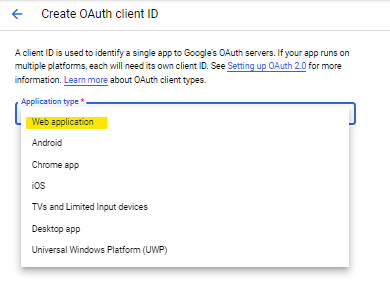 Create OAuth client ID
A client ID is used to identify a single app to Google's OAuth servers. If your app runs on
multiple platforms, each will need its own client ID. See Setting up OAuth 2.0 for more
information. Learn more about OAuth client types.
Application type *
Web application
Android
Chrome app
iOS
TVs and Limited Input devices
Desktop app
Universal Windows Platform (UWP)